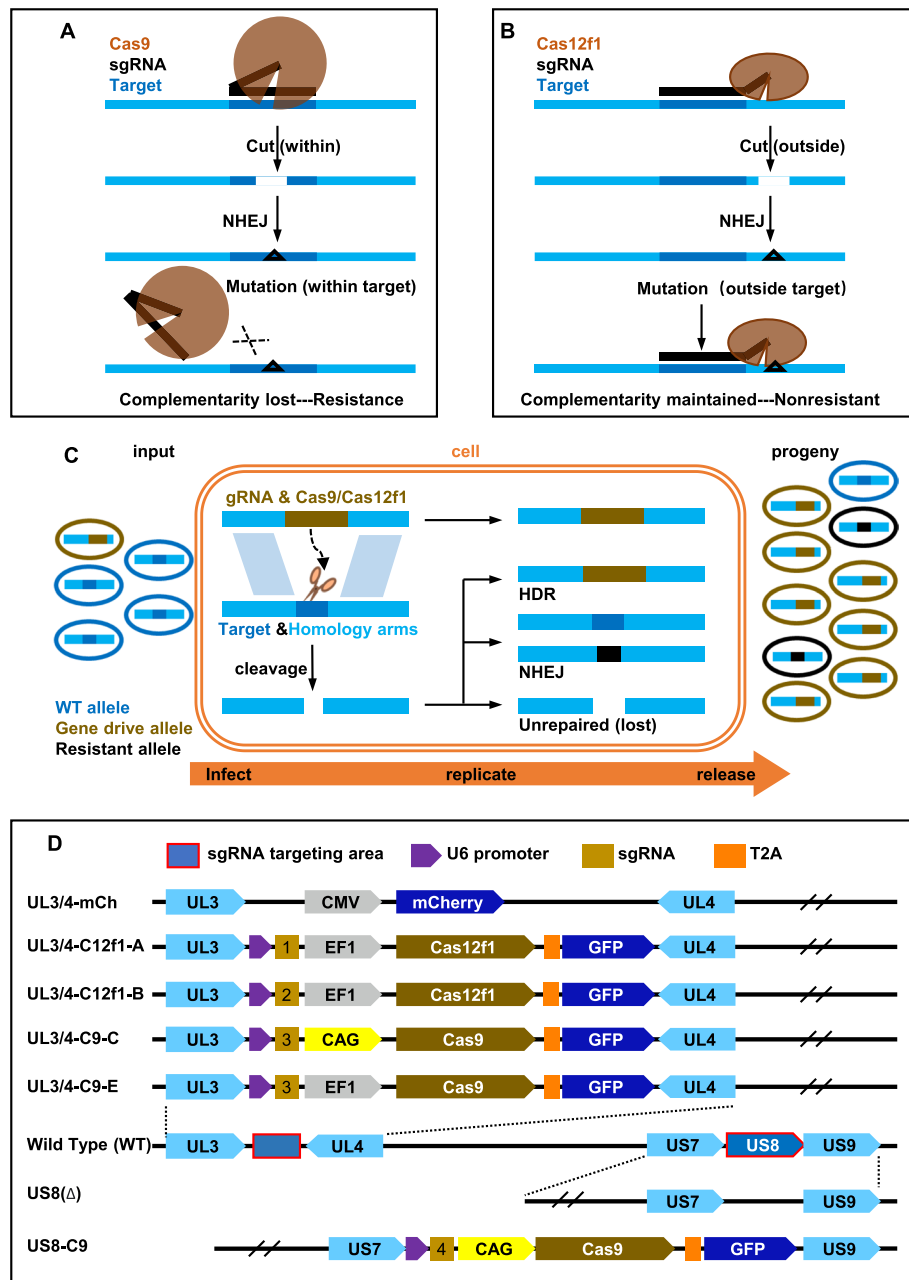 A
Cas9
sgRNA
Target
Cut (within)
NHEJ
Mutation (within target)
Complementarity lost---Resistance
B
Cas12f1
sgRNA
Target
Cut (outside)
NHEJ
Mutation (outside target)
Complementarity maintained---Nonresistant
C
input
cell
progeny
gRNA & Cas9/Cas12f1
HDR
Target &Homology arms
NHEJ
cleavage
Unrepaired (lost)
WT allele
Gene drive allele
Resistant allele
Infect replicate release
D
sgRNA targeting area U6 promoter sgRNA T2A
UL3/4-mCh UL3 CMV mCherry UL4
UL3/4-C12f1-A UL3 1 EF1 Cas12f1 GFP UL4
UL3/4-C12f1-B UL3 2 EF1 Cas12f1 GFP UL4
UL3/4-C9-C UL3 3 CAG Cas9 GFP UL4
UL3/4-C9-E UL3 3 EF1 Cas9 GFP UL4
Wild Type (WT) UL3 UL4 US7 US8 US9
US8(Δ) US7 US9
US8-C9 US7 4 CAG Cas9 GFP US9